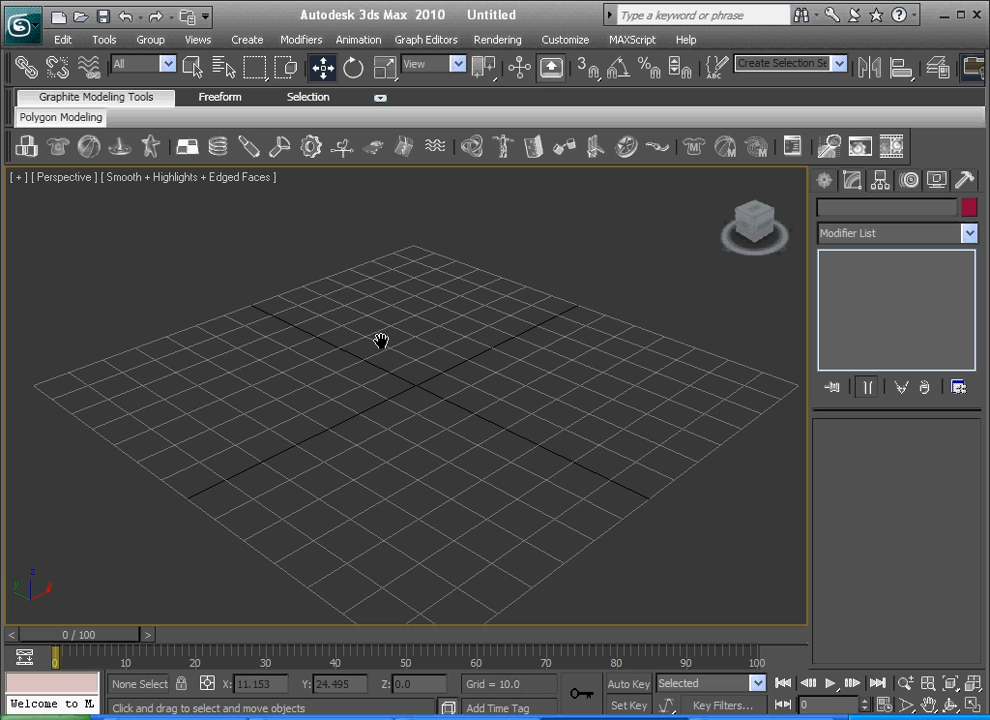 Autodesk 3ds Max 2010 Untitled
Type a keyword or phrase
Edit Tools Group Views Create Modifiers Animation Graph Editors Rendering Customize MAXScript Help
All
View
3
Create Selection Se
ABC
Graphite Modeling Tools Freeform Selection
Polygon Modeling
[ + ] [ Perspective ] [ Smooth + Highlights + Edged Faces ]
Modifier List
z
y
x
< 0 / 100 >
0 10 20 30 40 50 60 70 80 90 100
None Select X: 11.153 Y: 24.495 Z: 0.0 Grid = 10.0 Auto Key Selected
Welcome to M Click and drag to select and move objects Add Time Tag Set Key Key Filters... 0